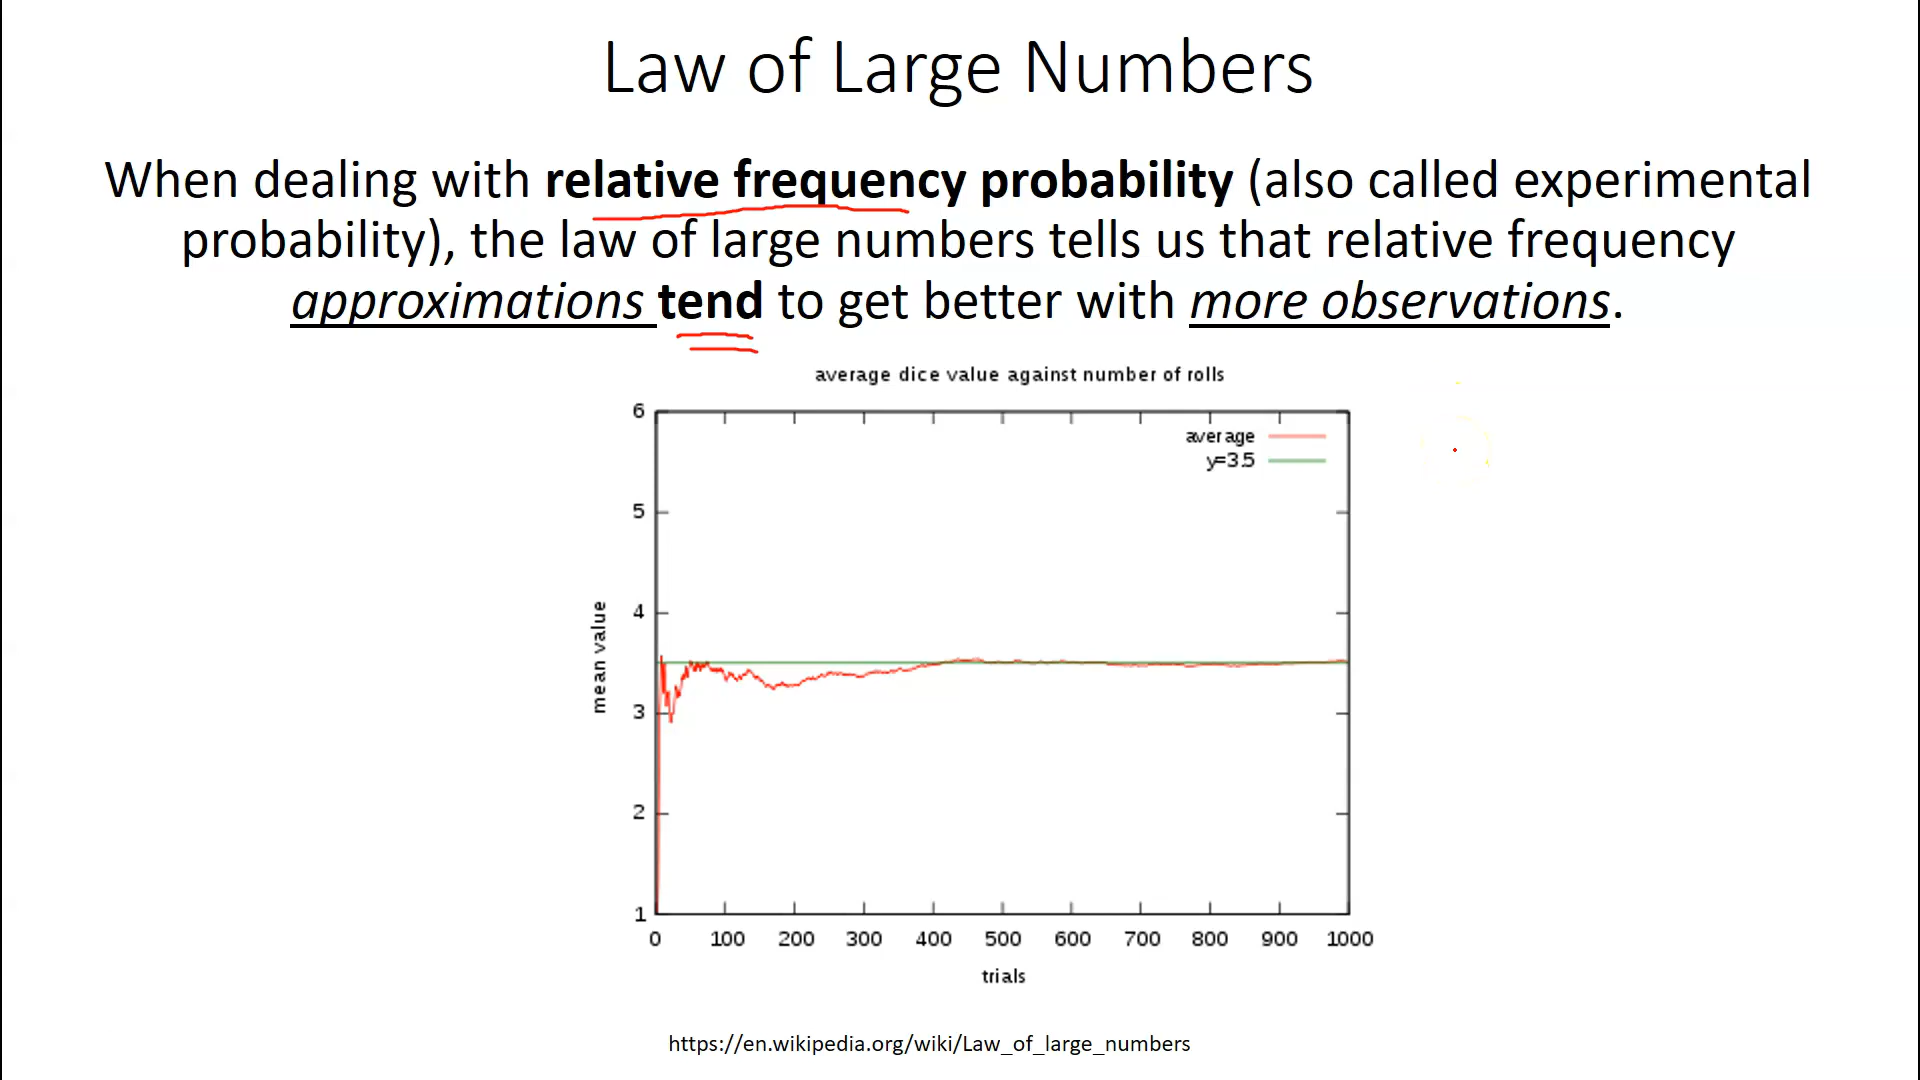 Law of Large Numbers
When dealing with relative frequency probability (also called experimental
probability), the law of large numbers tells us that relative frequency
approximations tend to get better with more observations.
average dice value against number of rolls
6
average
y=3.5
5
4
mean value
3
2
1
0 100 200 300 400 500 600 700 800 900 1000
trials
https://en.wikipedia.org/wiki/Law_of_large_numbers